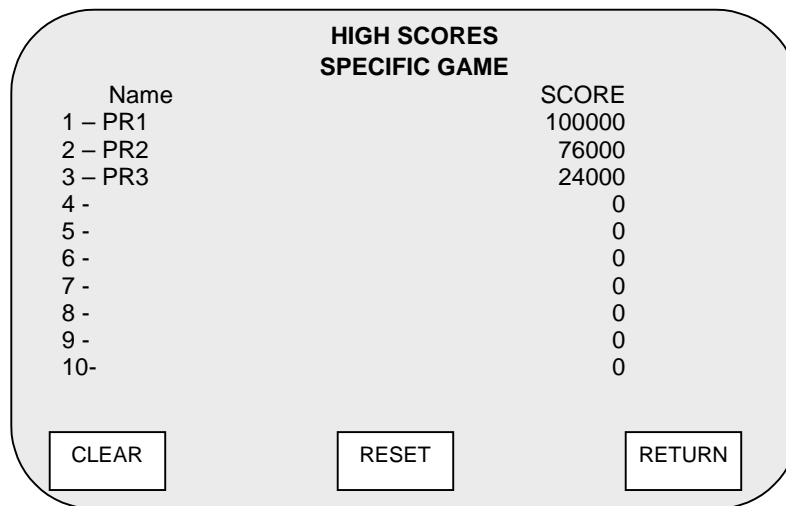 HIGH SCORES
SPECIFIC GAME
Name SCORE
1 – PR1 100000
2 – PR2 76000
3 – PR3 24000
4 - 0
5 - 0
6 - 0
7 - 0
8 - 0
9 - 0
10- 0
CLEAR RESET RETURN